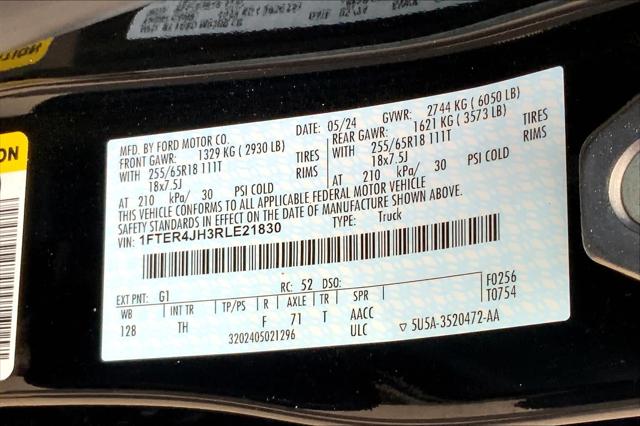 MFD. BY FORD MOTOR CO. DATE: 05/24 GVWR: 2744 KG ( 6050 LB)
FRONT GAWR: 1329 KG ( 2930 LB) REAR GAWR: 1621 KG ( 3573 LB)
WITH 255/65R18 111T TIRES WITH 255/65R18 111T TIRES
18x7.5J RIMS 18x7.5J RIMS
AT 210 kPa/ 30 PSI COLD AT 210 kPa/ 30 PSI COLD
THIS VEHICLE CONFORMS TO ALL APPLICABLE FEDERAL MOTOR VEHICLE
SAFETY STANDARDS IN EFFECT ON THE DATE OF MANUFACTURE SHOWN ABOVE.
VIN: 1FTER4JH3RLE21830 TYPE: Truck
EXT PNT: G1 RC: 52 DSO: F0256
WB INT TR TP/PS R AXLE TR SPR T0754
128 TH F 71 T AACC
3202405021296 ULC ▽ 5U5A-3520472-AA
ON